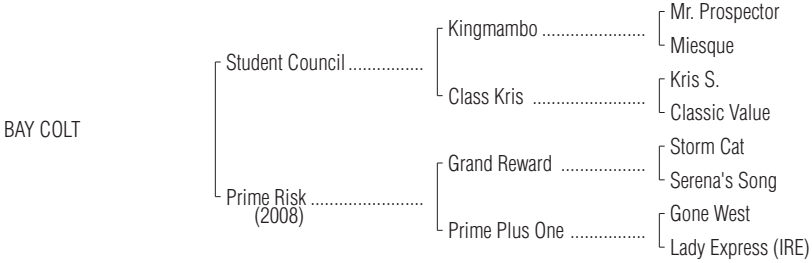 Mr. Prospector
Kingmambo ......................
Miesque
Student Council ................
Kris S.
Class Kris ........................
Classic Value
BAY COLT
Storm Cat
Grand Reward ..................
Serena's Song
Prime Risk ........................
(2008)
Gone West
Prime Plus One ................
Lady Express (IRE)